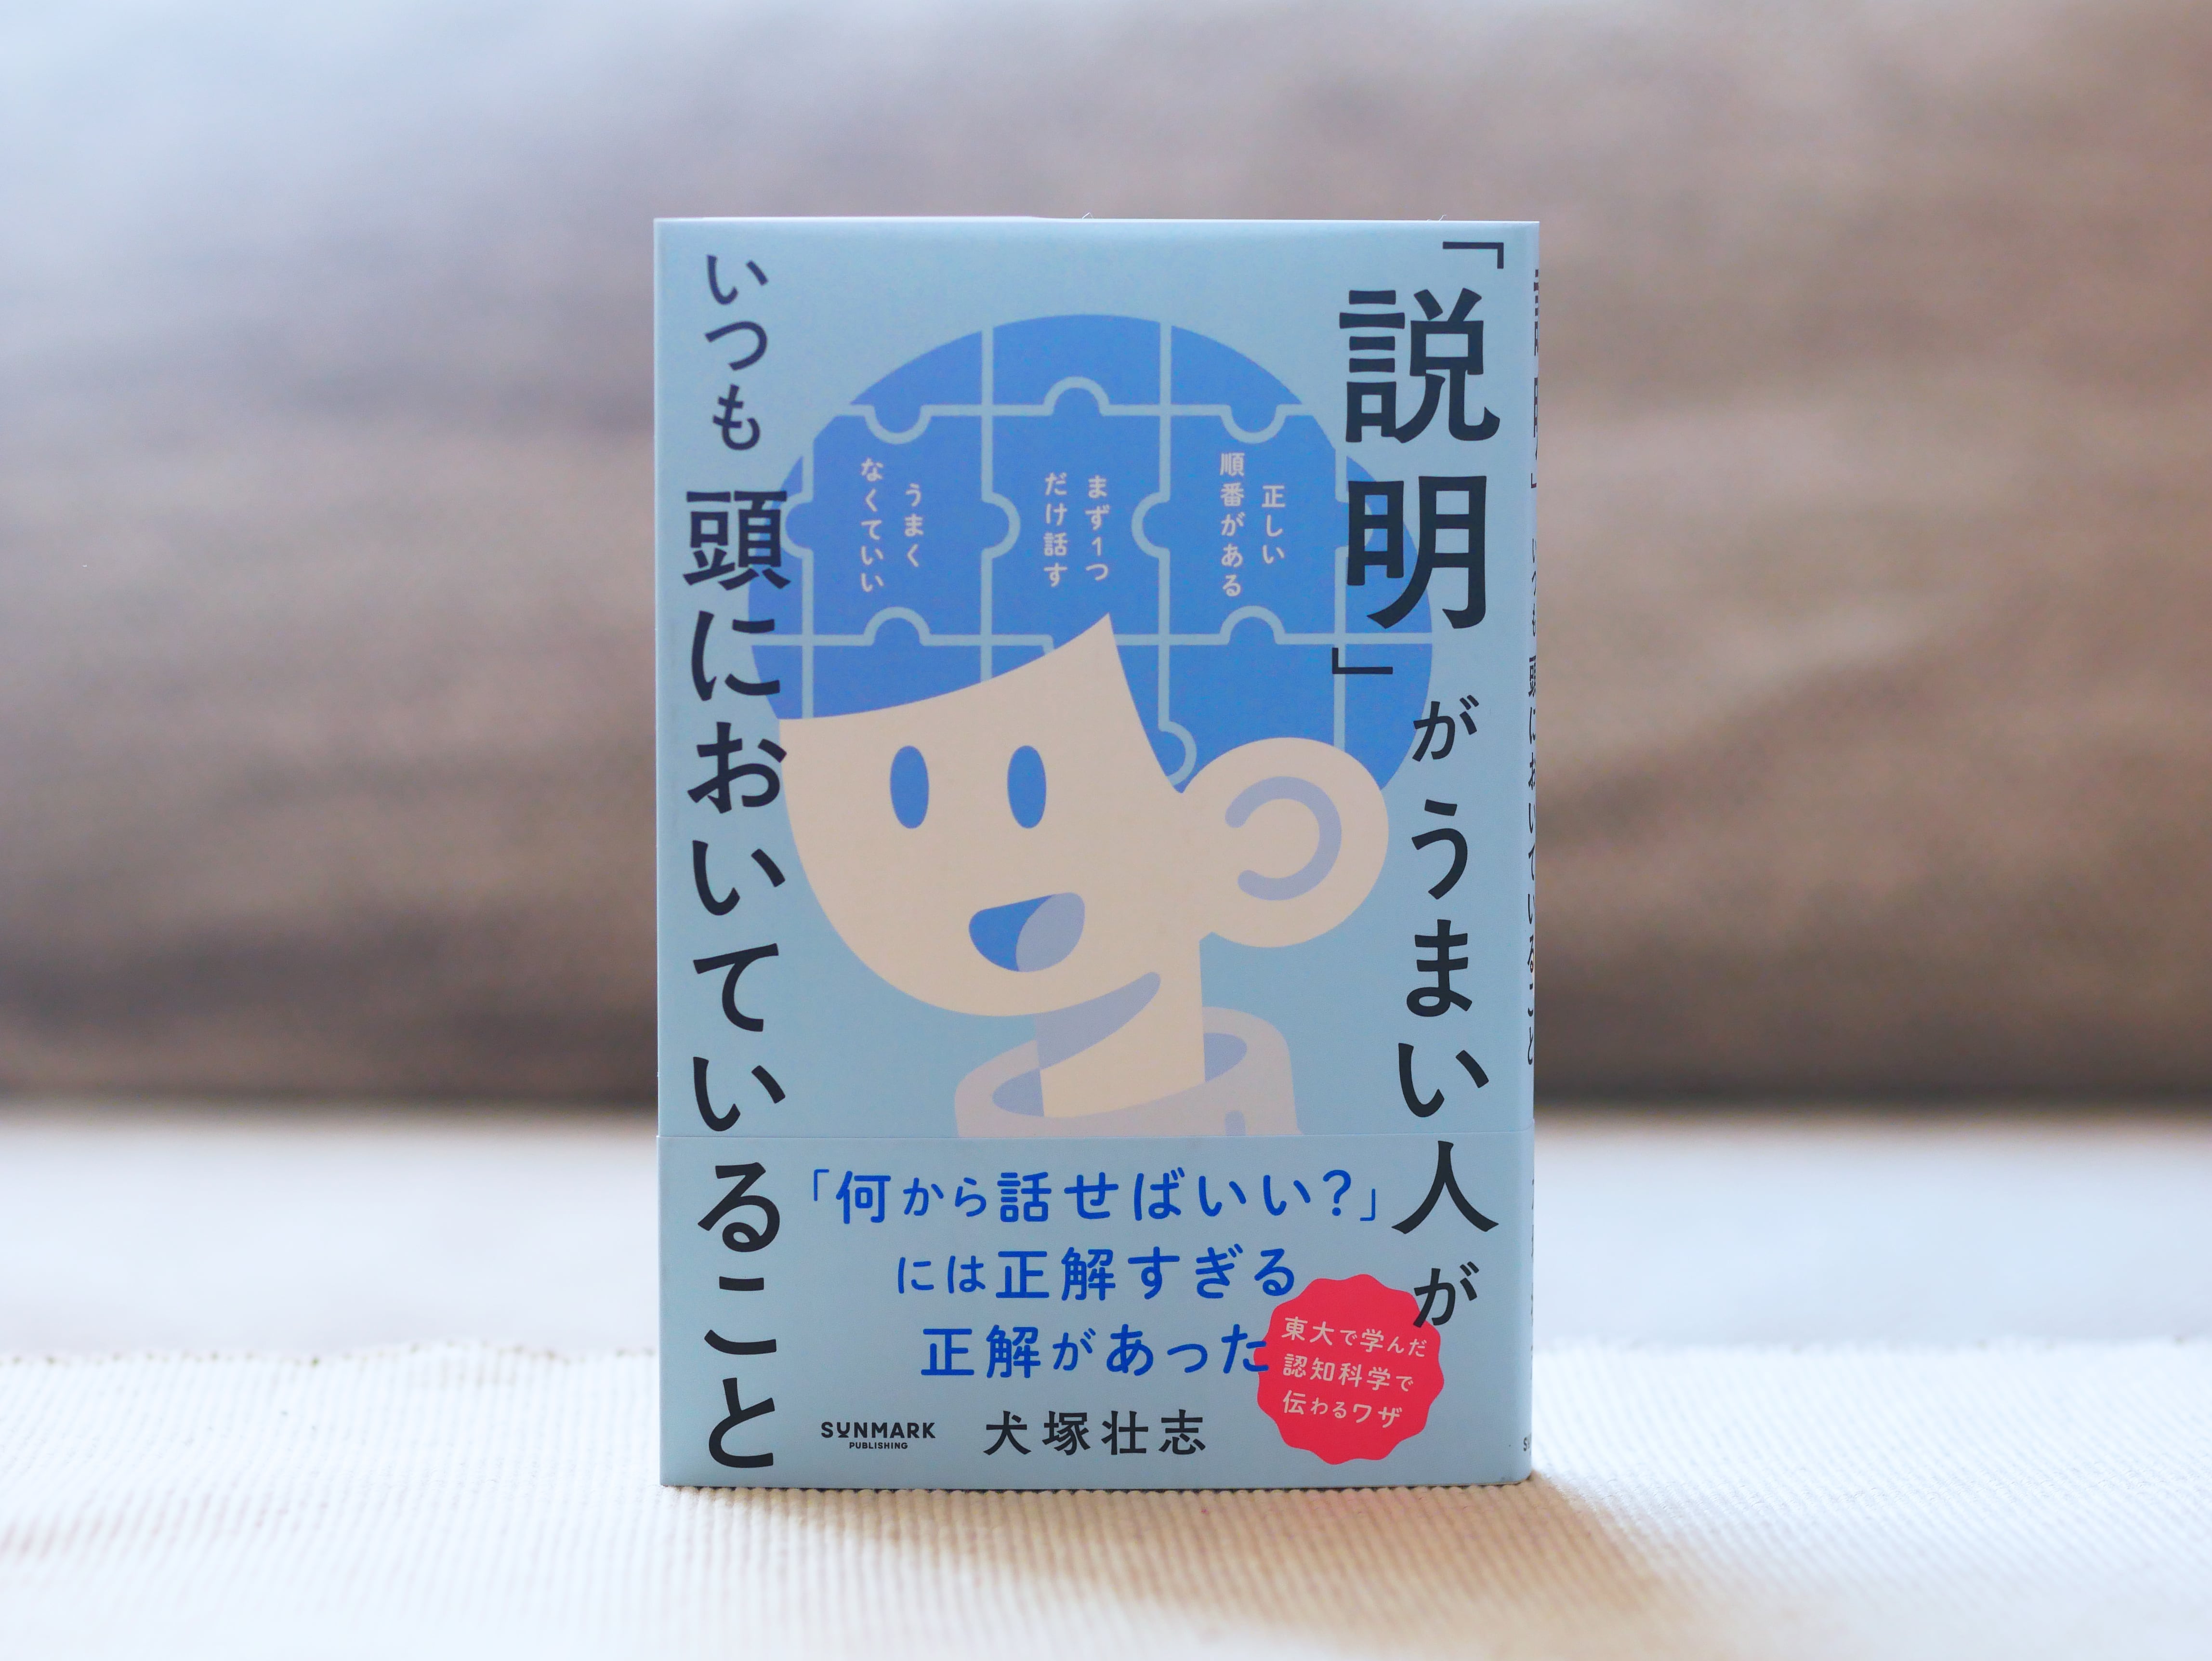 「説明」がうまい人が
いつも 頭においていること
正しい
順番がある
まず1つ
だけ話す
うまく
なくていい
「何から話せばいい?」
には正解すぎる
正解があった
東大で学んだ
認知科学で
伝わるワザ
犬塚壮志
SUNMARK
PUBLISHING